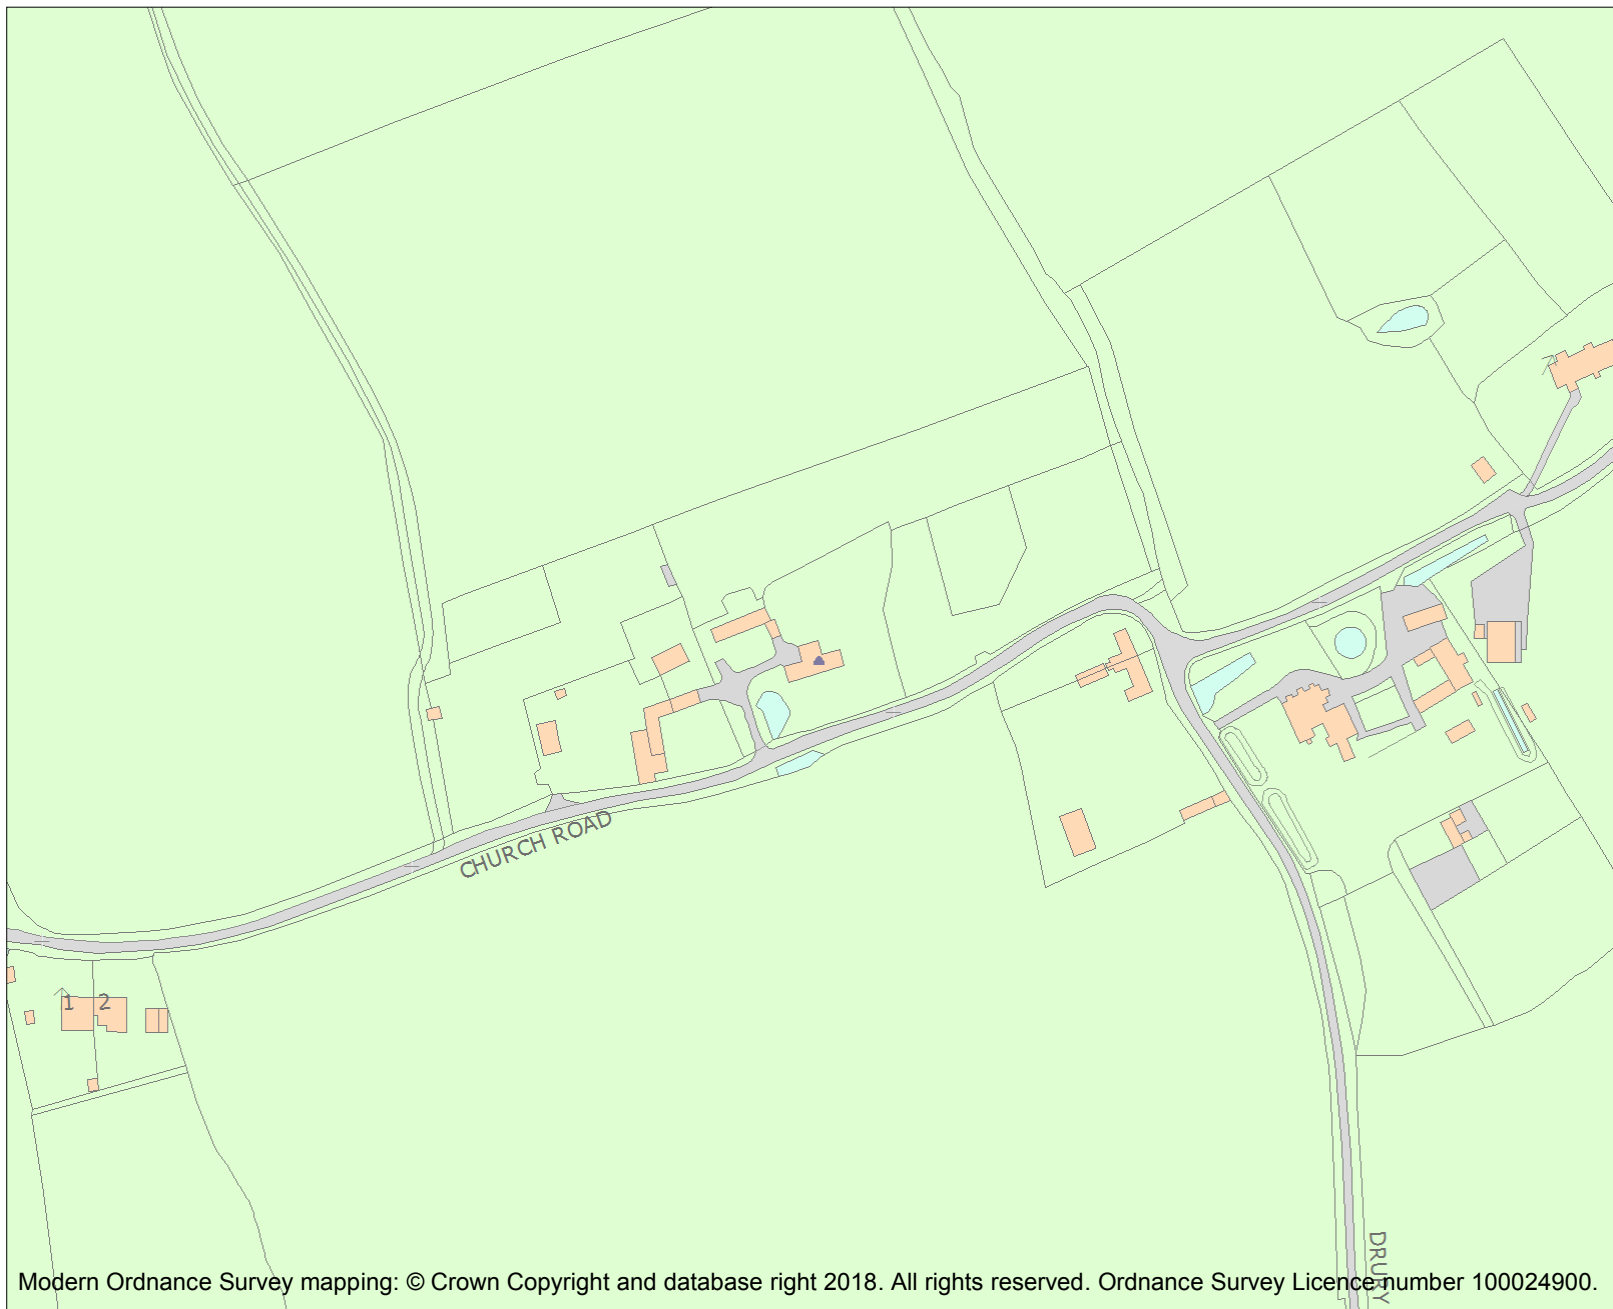 CHURCH ROAD
1 2
DRURY
Modern Ordnance Survey mapping: © Crown Copyright and database right 2018. All rights reserved. Ordnance Survey Licence number 100024900.